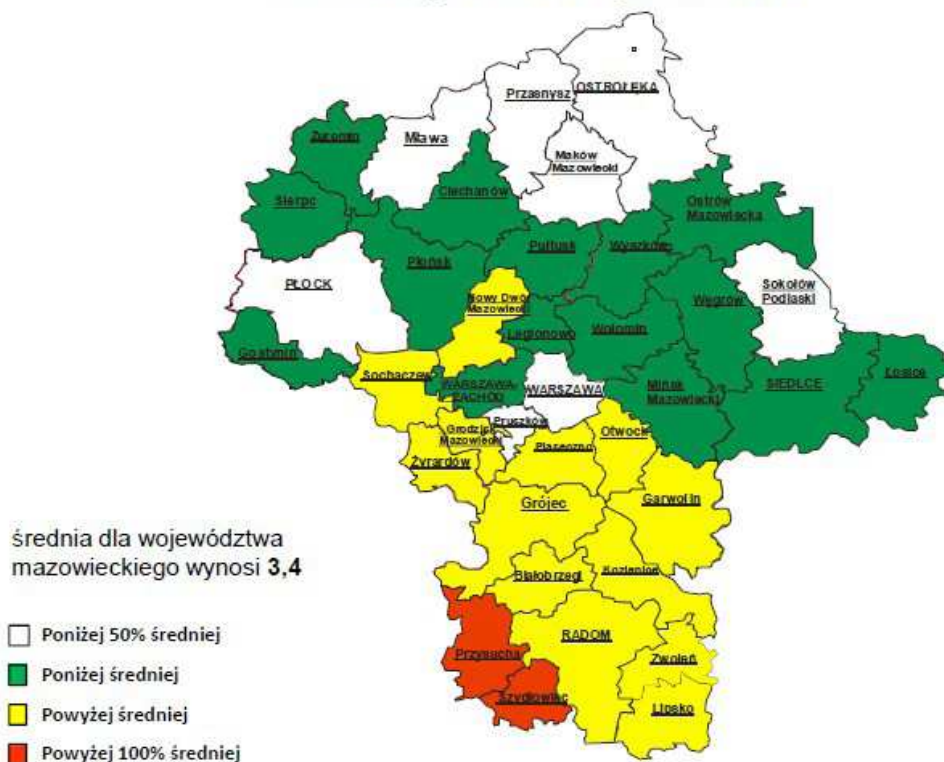 OSTROŁĘKA
Przasnysz
Żuromin
Mława
Maków
Mazowiecki
Ciechanów
Sierpc
Ostrów
Mazowiecka
Pułtusk
Wyszków
Płońsk
PŁOCK
Sokołów
Podlaski
Węgrów
Nowy Dwó
Mazowiecki
Legionowo
Wołomin
Gostynin
Sochaczew
WARSZAWA
ZACHÓD
WARSZAWA
Mińsk
Mazowiecki
SIEDLCE
Łosice
Pruszków
Grodzisk
Mazowiecki
Otwock
Piaseczno
Żyrardów
Garwolin
Grójec
średnia dla województwa
mazowieckiego wynosi 3,4
Kozienice
Białobrzegi
Poniżej 50% średniej
RADOM
Przysucha
Zwoleń
Poniżej średniej
Szydłowiec
Lipsko
Powyżej średniej
Powyżej 100% średniej